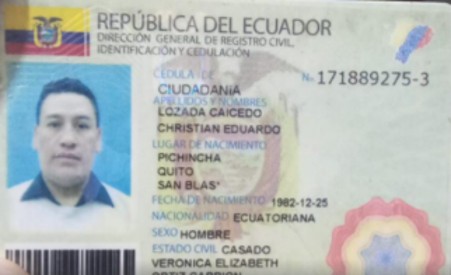 REPÚBLICA DEL ECUADOR
DIRECCIÓN GENERAL DE REGISTRO CIVIL,
IDENTIFICACIÓN Y CEDULACIÓN
CÉDULA DE No. 171889275-3
CIUDADANÍA
APELLIDOS Y NOMBRES
LOZADA CAICEDO
CHRISTIAN EDUARDO
LUGAR DE NACIMIENTO
PICHINCHA
QUITO
SAN BLAS*
FECHA DE NACIMIENTO 1982-12-25
NACIONALIDAD ECUATORIANA
SEXO HOMBRE
ESTADO CIVIL CASADO
VERONICA ELIZABETH